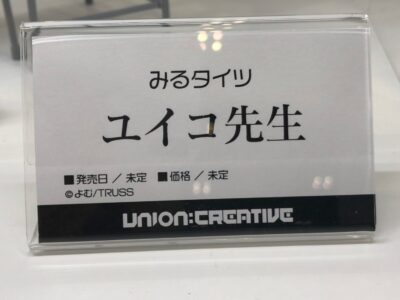 みるタイツ
ユイコ先生
■発売日 / 未定 ■価格 / 未定
©よむ/TRUSS
UNION:CREATIVE